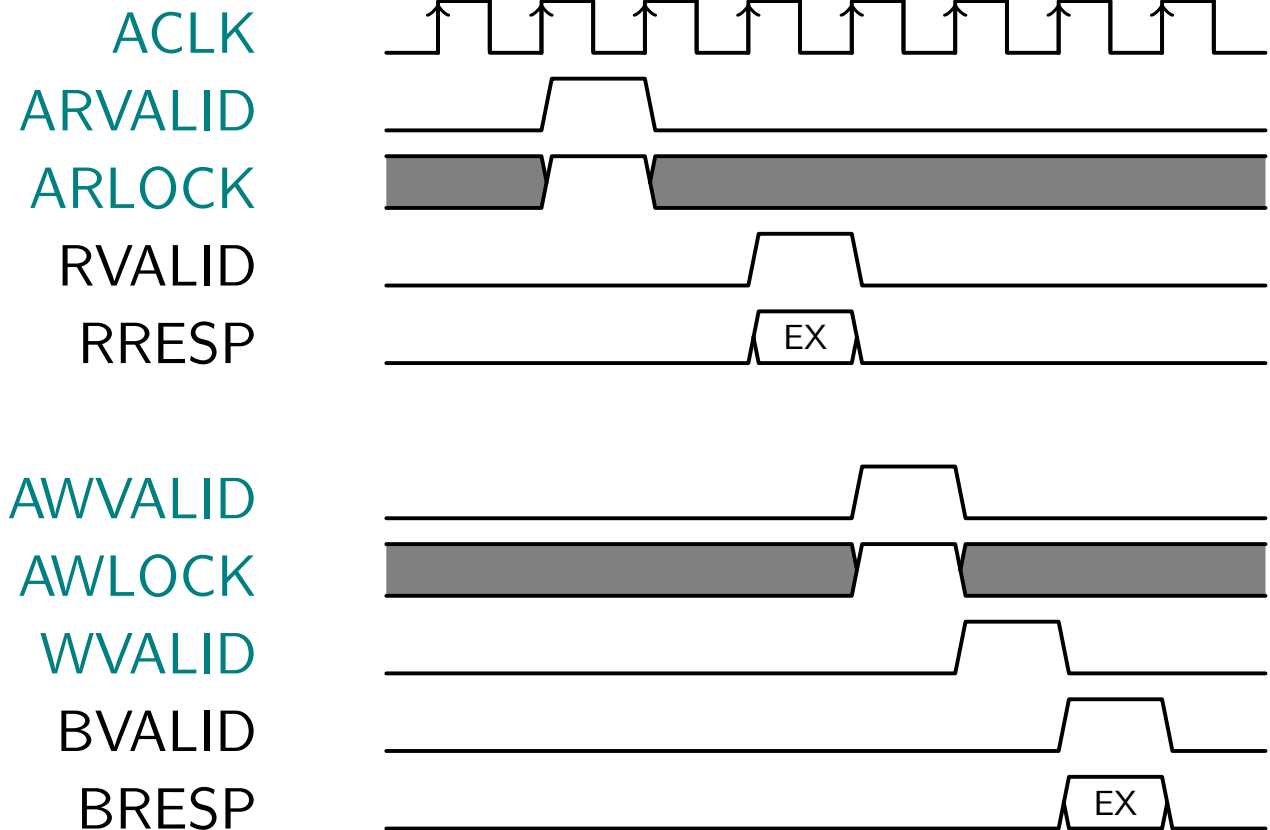 ACLK
ARVALID
ARLOCK
RVALID
RRESP
EX
AWVALID
AWLOCK
WVALID
BVALID
BRESP
EX